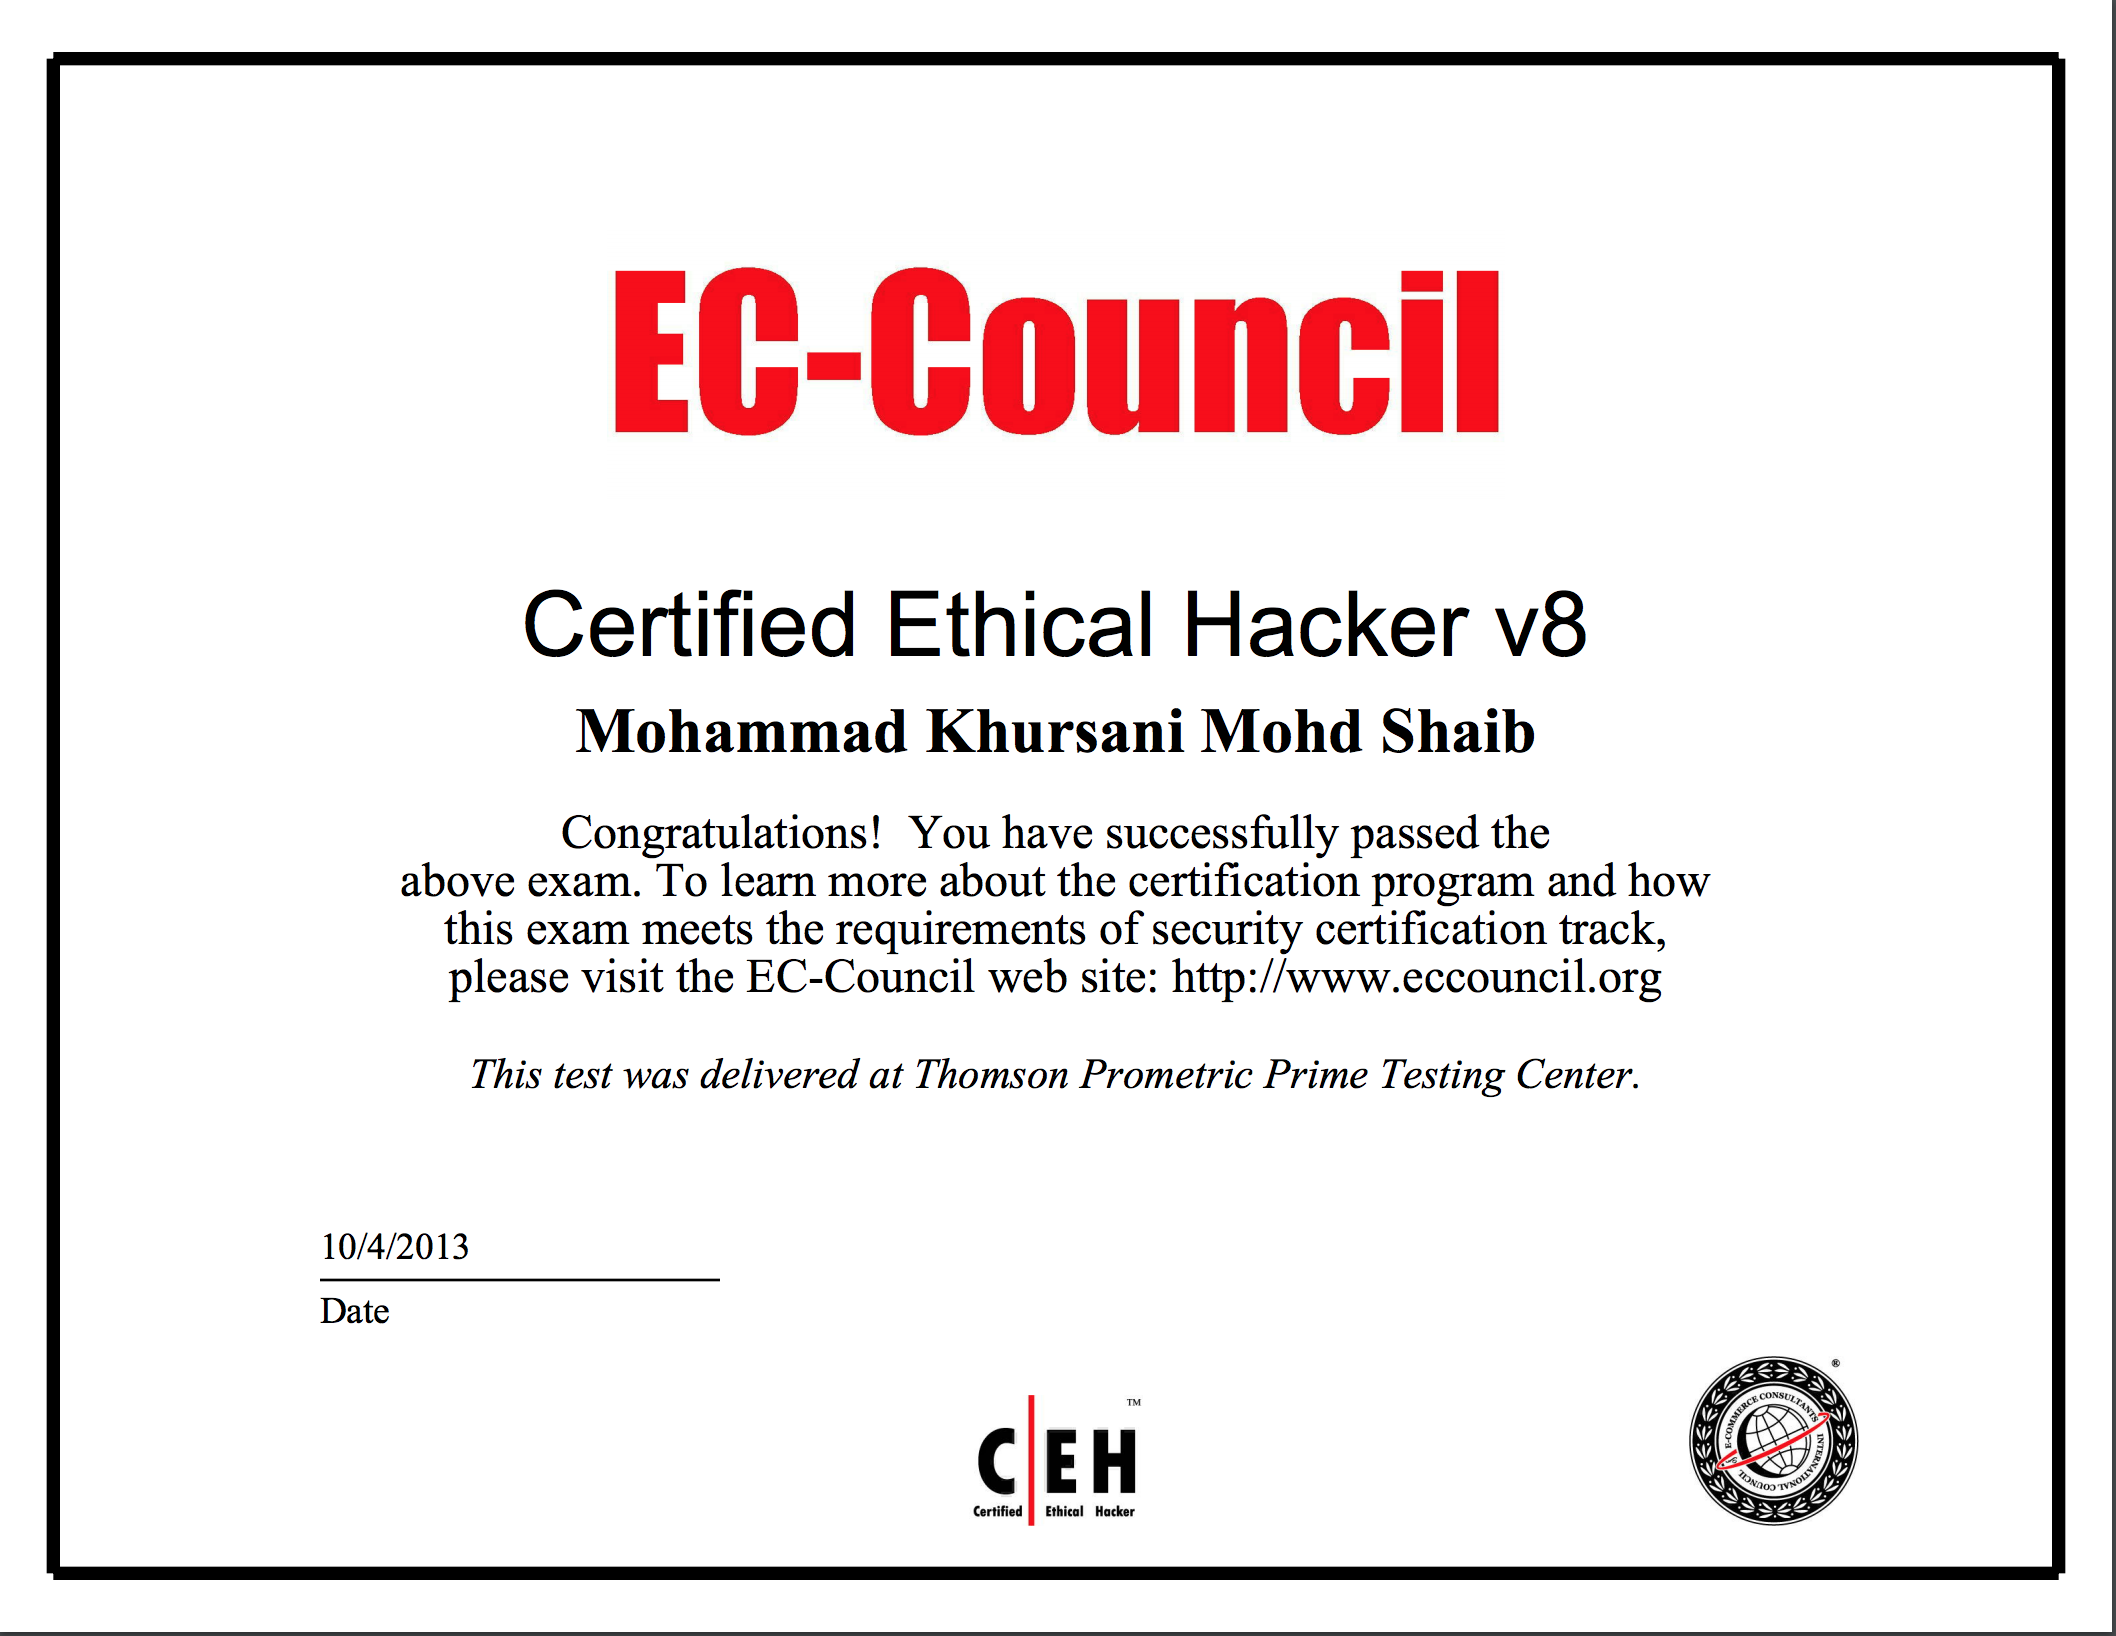 EC-Council
Certified Ethical Hacker v8
Mohammad Khursani Mohd Shaib
Congratulations!  You have successfully passed the
above exam. To learn more about the certification program and how
this exam meets the requirements of security certification track,
please visit the EC-Council web site: http://www.eccouncil.org
This test was delivered at Thomson Prometric Prime Testing Center.
10/4/2013
Date
C EH ™
Certified Ethical Hacker
®
E-COMMERCE CONSULTANTS
INTERNATIONAL COUNCIL